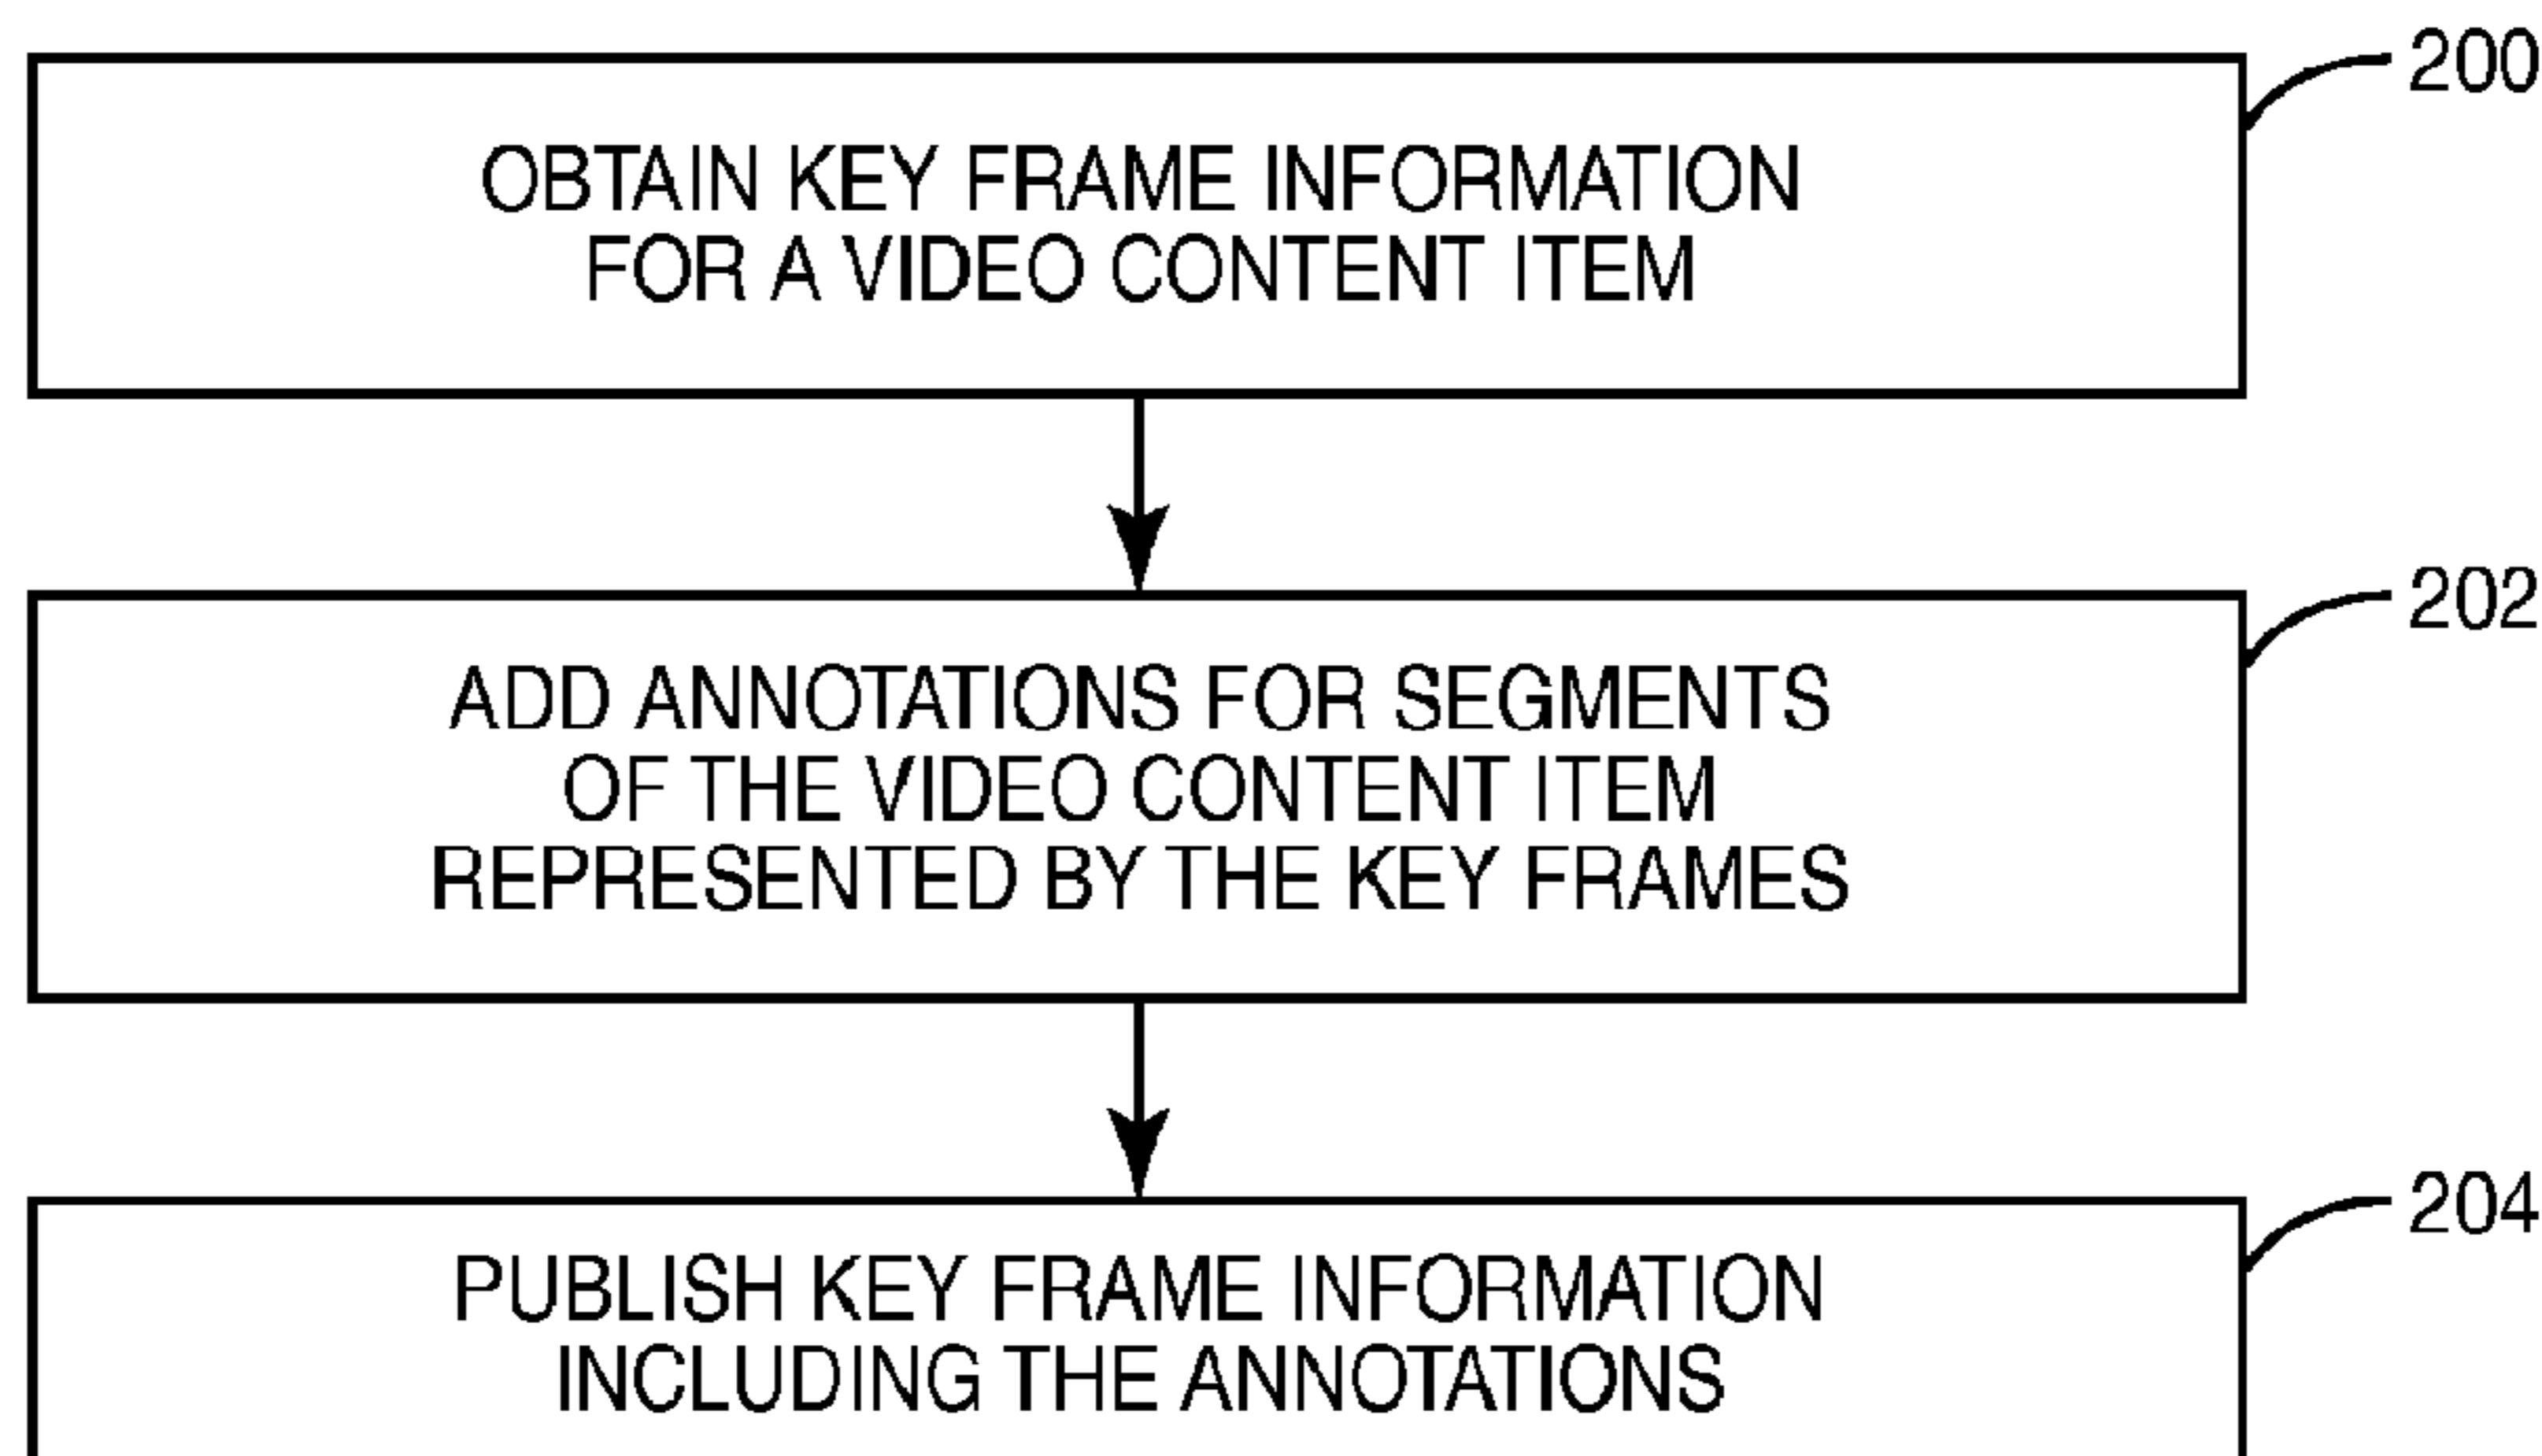 200
OBTAIN KEY FRAME INFORMATION
FOR A VIDEO CONTENT ITEM
202
ADD ANNOTATIONS FOR SEGMENTS
OF THE VIDEO CONTENT ITEM
REPRESENTED BY THE KEY FRAMES
204
PUBLISH KEY FRAME INFORMATION
INCLUDING THE ANNOTATIONS